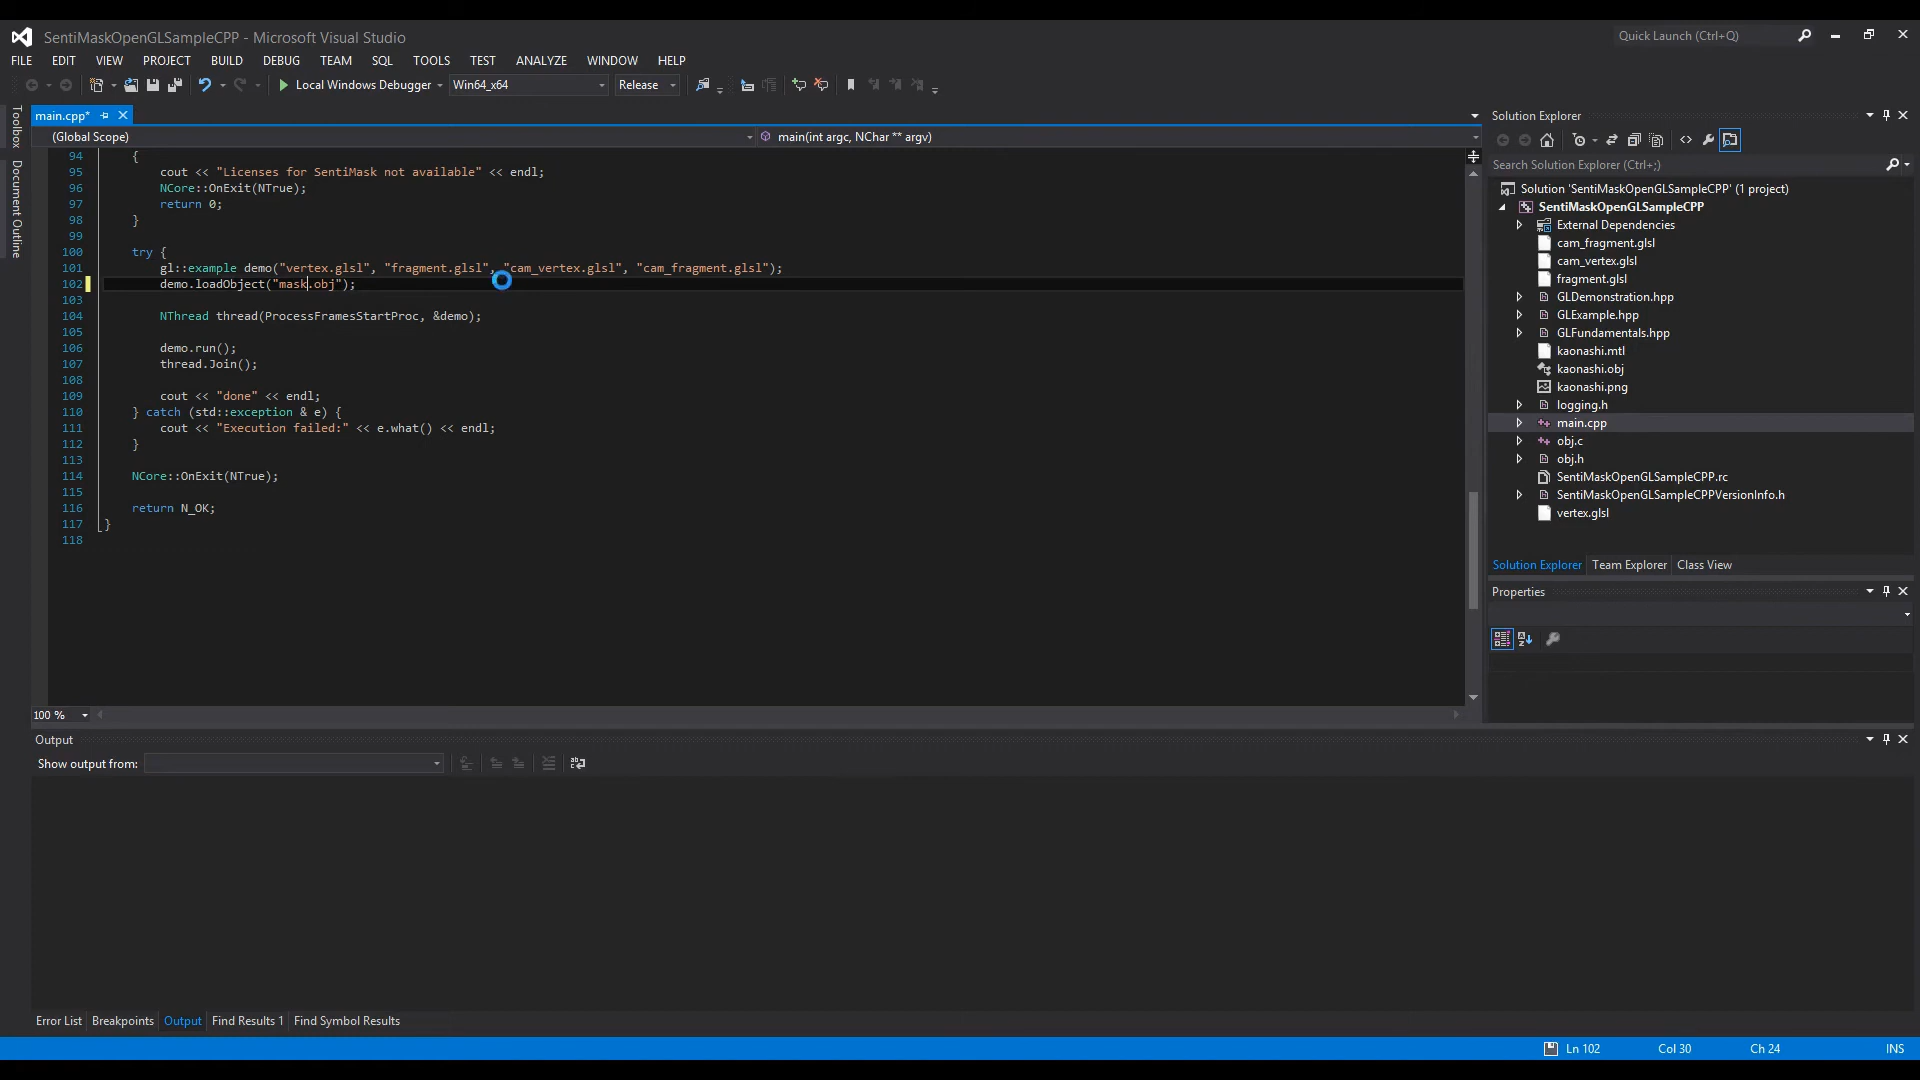 SentiMaskOpenGLSampleCPP - Microsoft Visual Studio
Quick Launch (Ctrl+Q)
FILE EDIT VIEW PROJECT BUILD DEBUG TEAM SQL TOOLS TEST ANALYZE WINDOW HELP
Local Windows Debugger Win64_x64 Release
Toolbox
Document Outline
main.cpp*
(Global Scope) main(int argc, NChar ** argv)
94 {
95 cout << "Licenses for SentiMask not available" << endl;
96 NCore::OnExit(NTrue);
97 return 0;
98 }
99
100 try {
101 gl::example demo("vertex.glsl", "fragment.glsl", "cam_vertex.glsl", "cam_fragment.glsl");
102 demo.loadObject("mask.obj");
103
104 NThread thread(ProcessFramesStartProc, &demo);
105
106 demo.run();
107 thread.Join();
108
109 cout << "done" << endl;
110 } catch (std::exception & e) {
111 cout << "Execution failed:" << e.what() << endl;
112 }
113
114 NCore::OnExit(NTrue);
115
116 return N_OK;
117 }
118
100 %
Solution Explorer
Search Solution Explorer (Ctrl+;)
Solution 'SentiMaskOpenGLSampleCPP' (1 project)
SentiMaskOpenGLSampleCPP
External Dependencies
cam_fragment.glsl
cam_vertex.glsl
fragment.glsl
GLDemonstration.hpp
GLExample.hpp
GLFundamentals.hpp
kaonashi.mtl
kaonashi.obj
kaonashi.png
logging.h
main.cpp
obj.c
obj.h
SentiMaskOpenGLSampleCPP.rc
SentiMaskOpenGLSampleCPPVersionInfo.h
vertex.glsl
Solution Explorer Team Explorer Class View
Properties
Output
Show output from:
Error List Breakpoints Output Find Results 1 Find Symbol Results
Ln 102 Col 30 Ch 24 INS